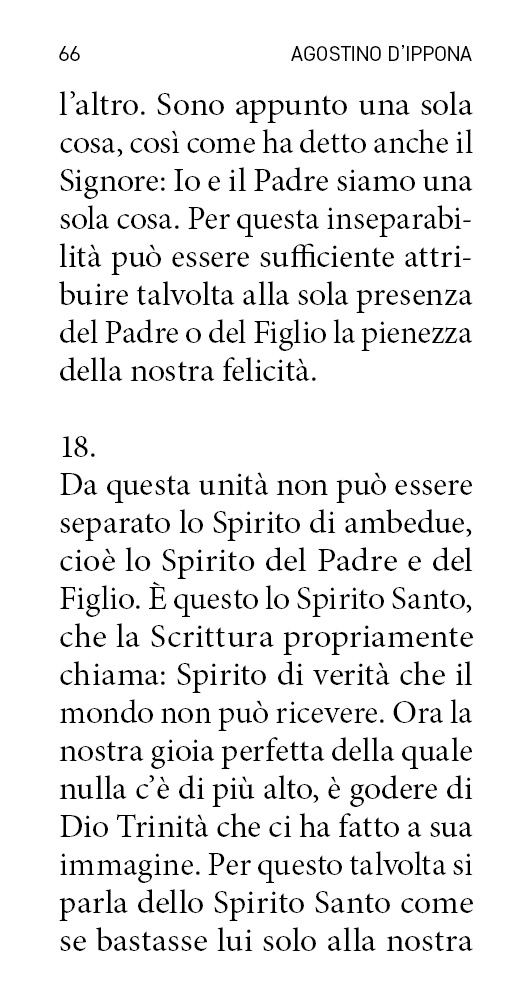 66
AGOSTINO D'IPPONA
l’altro. Sono appunto una sola
cosa, così come ha detto anche il
Signore: Io e il Padre siamo una
sola cosa. Per questa inseparabi-
lità può essere sufficiente attri-
buire talvolta alla sola presenza
del Padre o del Figlio la pienezza
della nostra felicità.
18.
Da questa unità non può essere
separato lo Spirito di ambedue,
cioè lo Spirito del Padre e del
Figlio. È questo lo Spirito Santo,
che la Scrittura propriamente
chiama: Spirito di verità che il
mondo non può ricevere. Ora la
nostra gioia perfetta della quale
nulla c’è di più alto, è godere di
Dio Trinità che ci ha fatto a sua
immagine. Per questo talvolta si
parla dello Spirito Santo come
se bastasse lui solo alla nostra